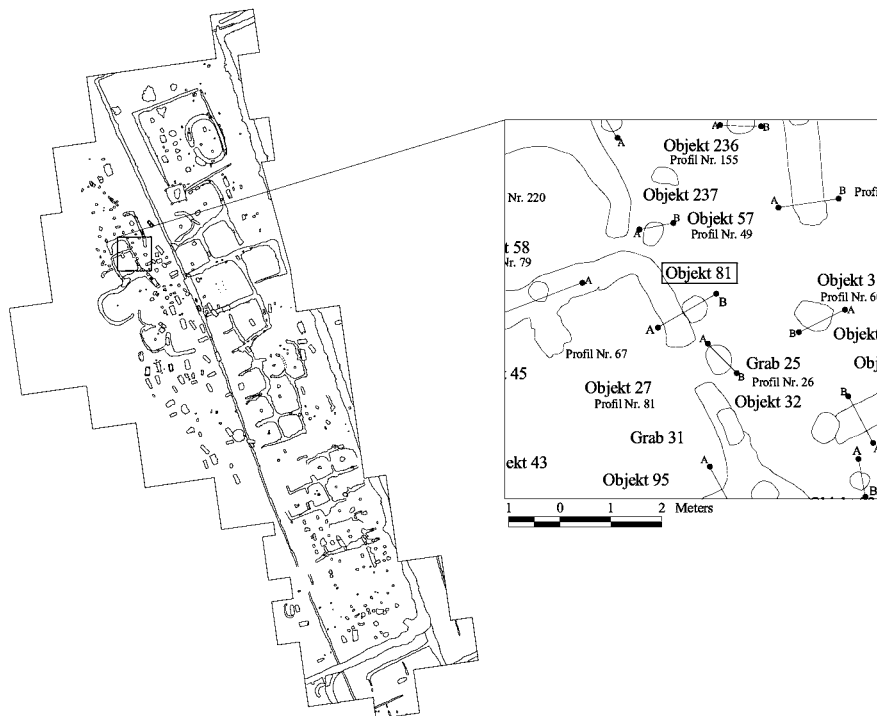 A B
Objekt 236
Profil Nr. 155
A
Nr. 220
Objekt 237
A B
Objekt 57
Profil Nr. 49
A B
t 58
Nr. 79
Objekt 81
A
B
A
Objekt 3
A
B
Profil Nr. 67
A
Grab 25
Profil Nr. 26
B
45
Objekt 27
Profil Nr. 81
Objekt 32
B
Grab 31
A
A
ekt 43
Objekt 95
A
B
1 0 1 2 Meters